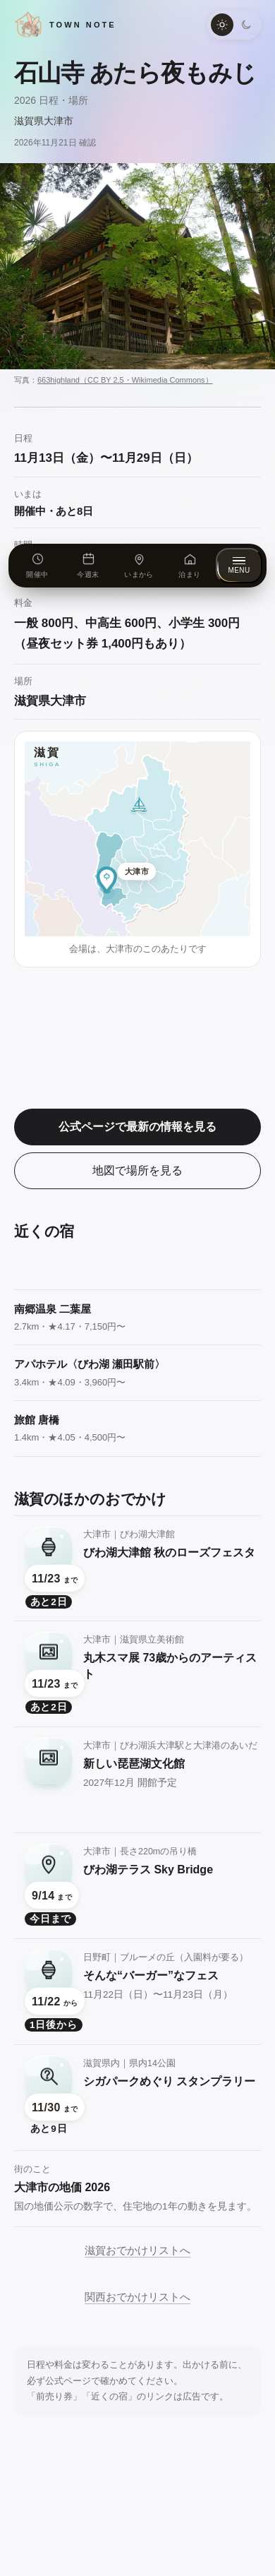 TOWN NOTE
石山寺 あたら夜もみじ
2026 日程・場所
滋賀県大津市
2026年11月21日 確認
写真：663highland（CC BY 2.5・Wikimedia Commons）
日程
11月13日（金）〜11月29日（日）
いまは
開催中・あと8日
開催中
今週末
いまから
泊まり
MENU
料金
一般 800円、中高生 600円、小学生 300円
（昼夜セット券 1,400円もあり）
場所
滋賀県大津市
滋賀
SHIGA
大津市
会場は、大津市のこのあたりです
公式ページで最新の情報を見る
地図で場所を見る
近くの宿
南郷温泉 二葉屋
2.7km・★4.17・7,150円〜
アパホテル〈びわ湖 瀬田駅前〉
3.4km・★4.09・3,960円〜
旅館 唐橋
1.4km・★4.05・4,500円〜
滋賀のほかのおでかけ
大津市｜びわ湖大津館
びわ湖大津館 秋のローズフェスタ
11/23 まで
あと2日
大津市｜滋賀県立美術館
丸木スマ展 73歳からのアーティス
ト
11/23 まで
あと2日
大津市｜びわ湖浜大津駅と大津港のあいだ
新しい琵琶湖文化館
2027年12月 開館予定
大津市｜長さ220mの吊り橋
びわ湖テラス Sky Bridge
9/14 まで
今日まで
日野町｜ブルーメの丘（入園料が要る）
そんな“バーガー”なフェス
11月22日（日）〜11月23日（月）
11/22 から
1日後から
滋賀県内｜県内14公園
シガパークめぐり スタンプラリー
11/30 まで
あと9日
街のこと
大津市の地価 2026
国の地価公示の数字で、住宅地の1年の動きを見ます。
滋賀おでかけリストへ
関西おでかけリストへ
日程や料金は変わることがあります。出かける前に、
必ず公式ページで確かめてください。
「前売り券」「近くの宿」のリンクは広告です。